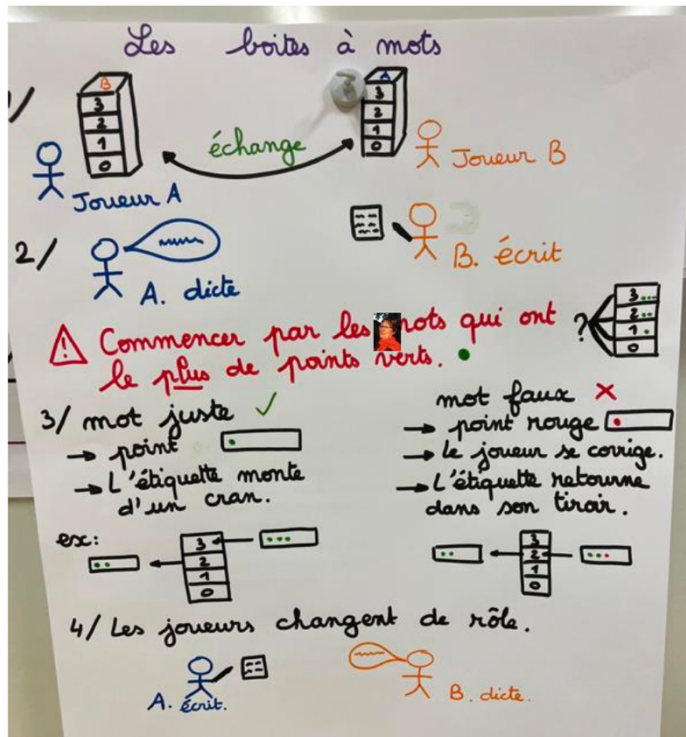 Les boites à mots
1/
B
3
2
1
0
échange
A
3
2
1
0
Joueur A
Joueur B
2/
A. dicte
B. écrit
Commencer par les mots qui ont
le plus de points verts.
?
3
2
1
0
3/ mot juste ✓
→ point
→ L'étiquette monte
d'un cran.
mot faux ×
→ point rouge
→ Le joueur se corrige.
→ L'étiquette retourne
dans son tiroir.
ex:
3
2
1
0
3
2
1
0
4/ Les joueurs changent de rôle.
A. écrit.
B. dicte.